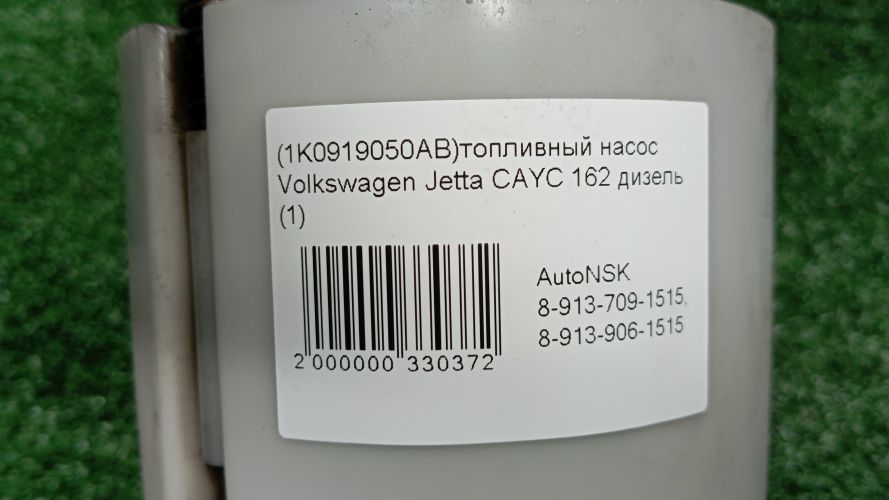 (1K0919050AB)топливный насос
Volkswagen Jetta CAYC 162 дизель
(1)
AutoNSK
8-913-709-1515,
8-913-906-1515
2 000000 330372